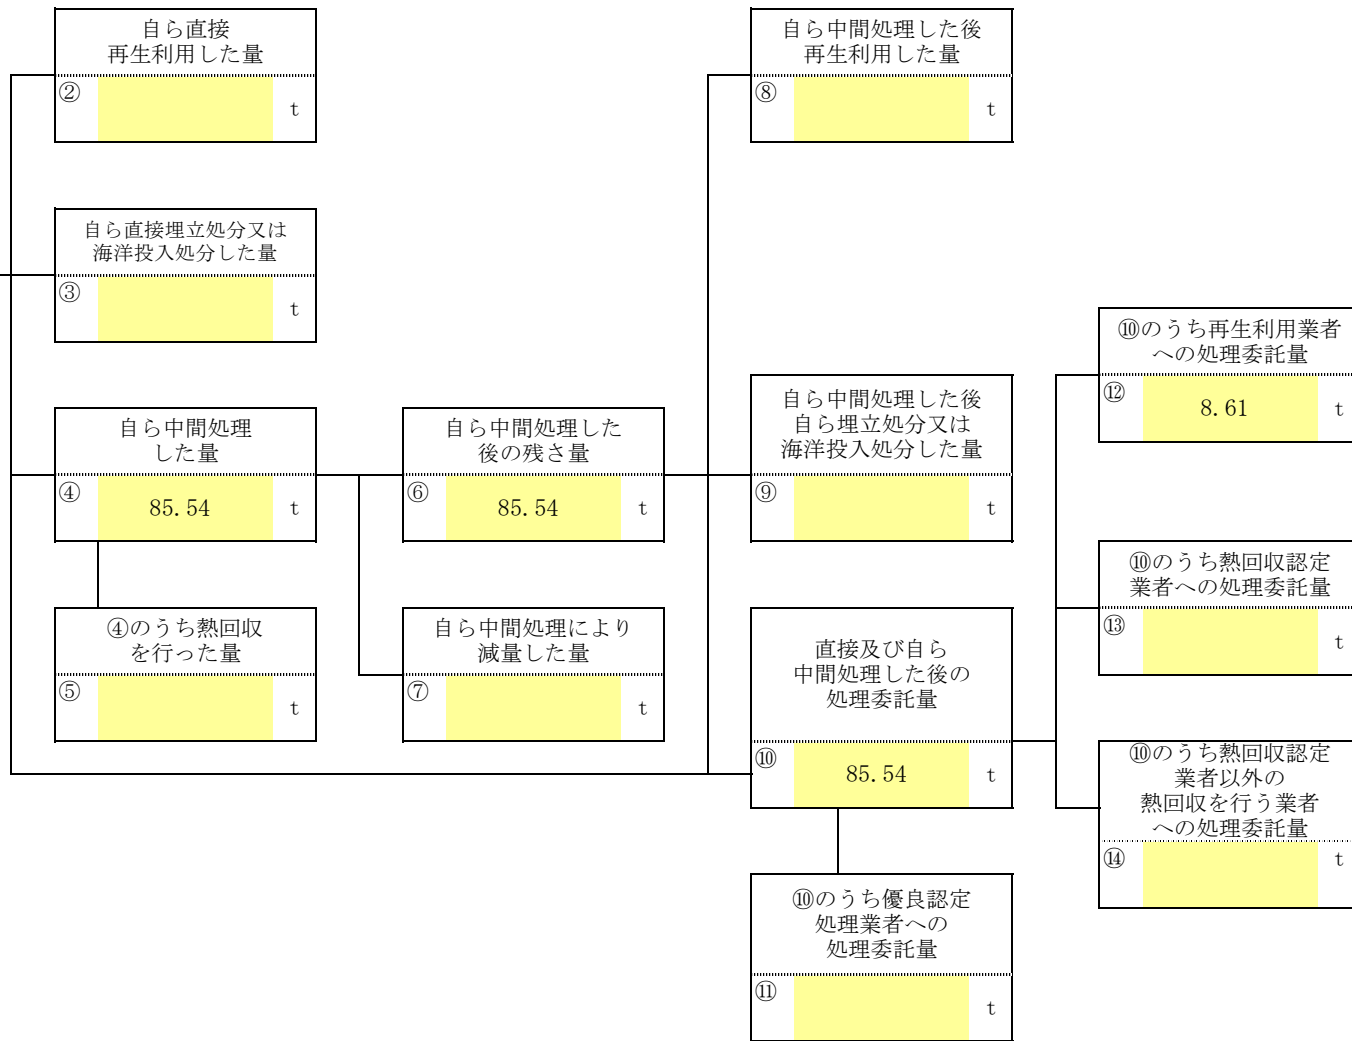 自ら直接
再生利用した量
②
t
自ら中間処理した後
再生利用した量
⑧
t
自ら直接埋立処分又は
海洋投入処分した量
③
t
⑩のうち再生利用業者
への処理委託量
⑫
8.61
t
自ら中間処理
した量
④
85.54
t
自ら中間処理した
後の残さ量
⑥
85.54
t
自ら中間処理した後
自ら埋立処分又は
海洋投入処分した量
⑨
t
⑩のうち熱回収認定
業者への処理委託量
⑬
t
④のうち熱回収
を行った量
⑤
t
自ら中間処理により
減量した量
⑦
t
直接及び自ら
中間処理した後の
処理委託量
⑩
85.54
t
⑩のうち熱回収認定
業者以外の
熱回収を行う業者
への処理委託量
⑭
t
⑩のうち優良認定
処理業者への
処理委託量
⑪
t